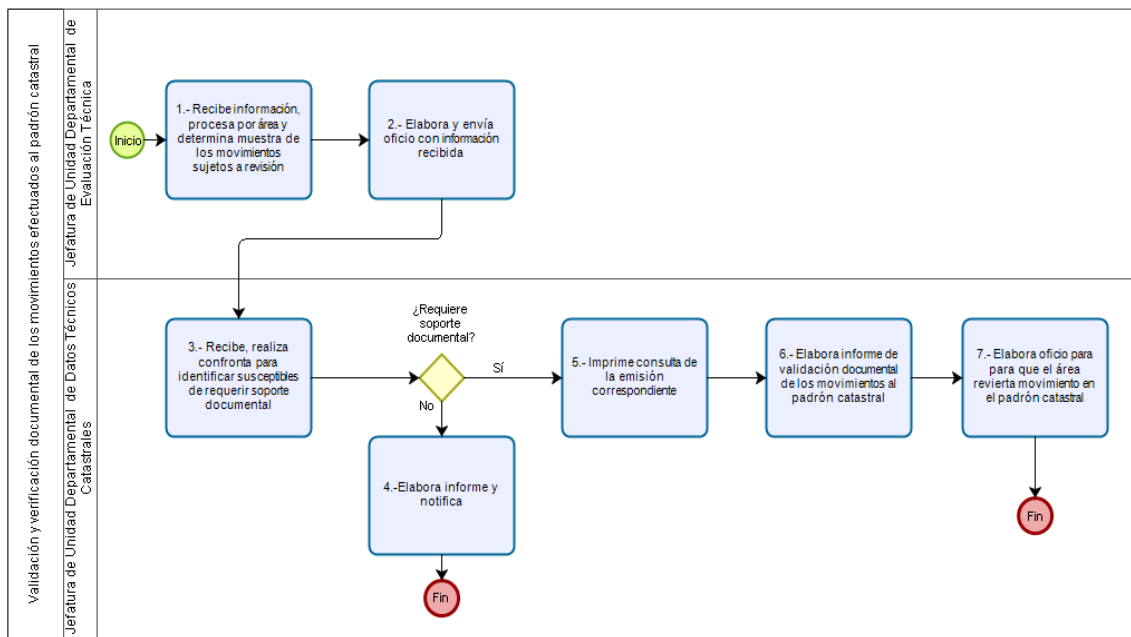 Validación y verificación documental de los movimientos efectuados al padrón catastral
Jefatura de Unidad Departamental de
Evaluación Técnica
Inicio
1.- Recibe información,
procesa por área y
determina muestra de
los movimientos
sujetos a revisión
2.- Elabora y envía
oficio con información
recibida
Jefatura de Unidad Departamental de Datos Técnicos
Catastrales
3.- Recibe, realiza
confronta para
identificar susceptibles
de requerir soporte
documental
¿Requiere
soporte
documental?
Sí
No
4.-Elabora informe y
notifica
Fin
5.- Imprime consulta de
la emisión
correspondiente
6.- Elabora informe de
validación documental
de los movimientos al
padrón catastral
7.- Elabora oficio para
para que el área
revierta movimiento en
el padrón catastral
Fin